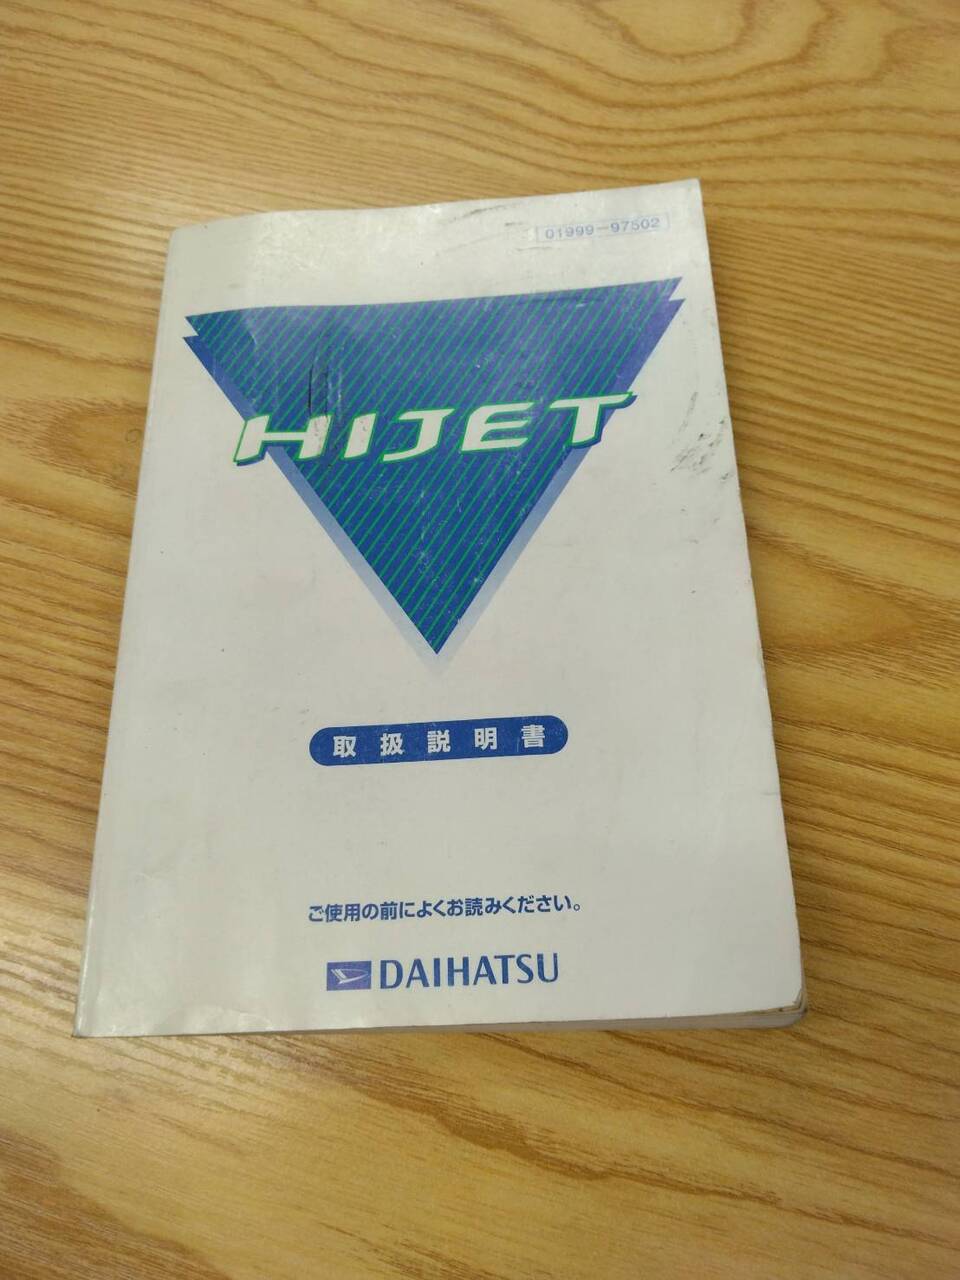 01999-97502
HIJET
取扱説明書
ご使用の前によくお読みください。
DAIHATSU